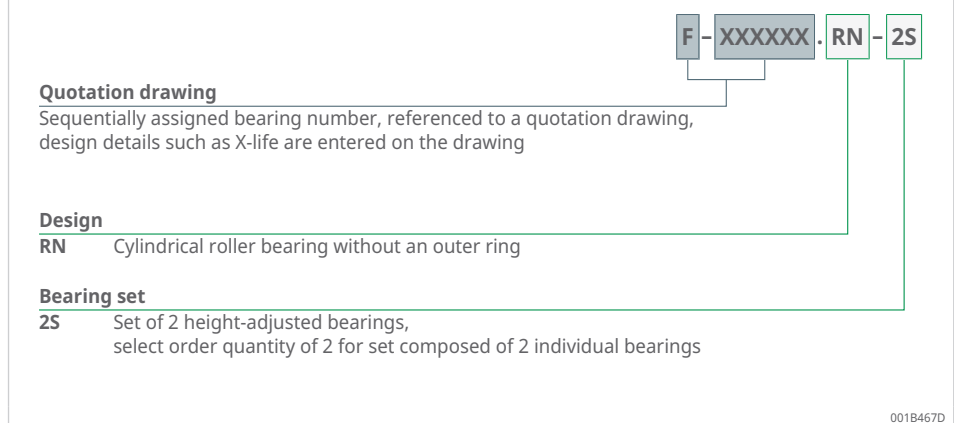 F-XXXXXX.RN-2S
Quotation drawing
Sequentially assigned bearing number, referenced to a quotation drawing,
design details such as X-life are entered on the drawing
Design
RN Cylindrical roller bearing without an outer ring
Bearing set
2S Set of 2 height-adjusted bearings,
select order quantity of 2 for set composed of 2 individual bearings
001B467D